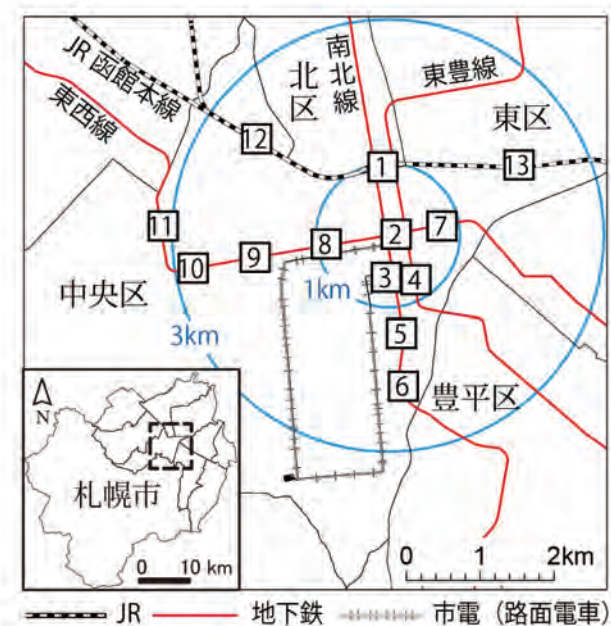 南北線
東豊線
JR函館本線
北区
東区
東西線
12
1
13
11
2
7
8
9
10
3
4
中央区
1km
3km
5
6
豊平区
N
札幌市
0 10 km
0 1 2km
JR 地下鉄 市電（路面電車）